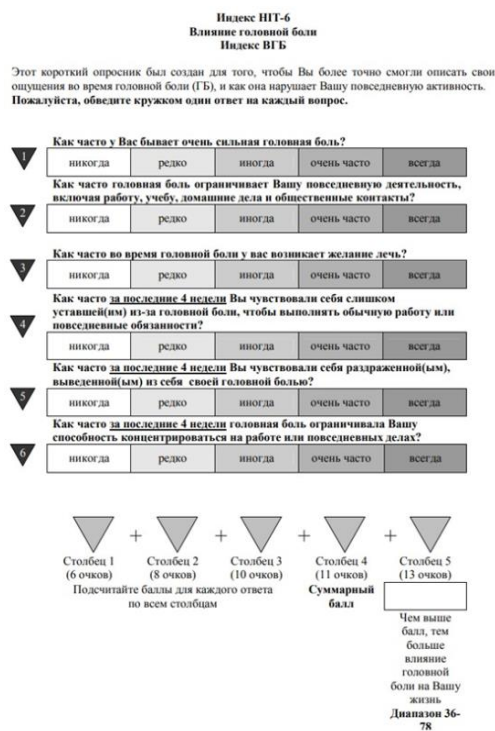 Индекс HIT-6
Влияние головной боли
Индекс ВГБ
Этот короткий опросник был создан для того, чтобы Вы более точно смогли описать свои
ощущения во время головной боли (ГБ), и как она нарушает Вашу повседневную активность.
Пожалуйста, обведите кружком один ответ на каждый вопрос.
Как часто у Вас бывает очень сильная головная боль?
1 никогда редко иногда очень часто всегда
Как часто головная боль ограничивает Вашу повседневную деятельность,
включая работу, учебу, домашние дела и общественные контакты?
2 никогда редко иногда очень часто всегда
Как часто во время головной боли у вас возникает желание лечь?
3 никогда редко иногда очень часто всегда
Как часто за последние 4 недели Вы чувствовали себя слишком
уставшей(им) из-за головной боли, чтобы выполнять обычную работу или
повседневные обязанности?
4 никогда редко иногда очень часто всегда
Как часто за последние 4 недели Вы чувствовали себя раздраженной(ым),
выведенной(ым) из себя своей головной болью?
5 никогда редко иногда очень часто всегда
Как часто за последние 4 недели головная боль ограничивала Вашу
способность концентрироваться на работе или повседневных делах?
6 никогда редко иногда очень часто всегда
+ + + +
Столбец 1 Столбец 2 Столбец 3 Столбец 4 Столбец 5
(6 очков) (8 очков) (10 очков) (11 очков) (13 очков)
Подсчитайте баллы для каждого ответа
по всем столбцам
Суммарный
балл
Чем выше
балл, тем
больше
влияние
головной
боли на Вашу
жизнь
Диапазон 36-
78